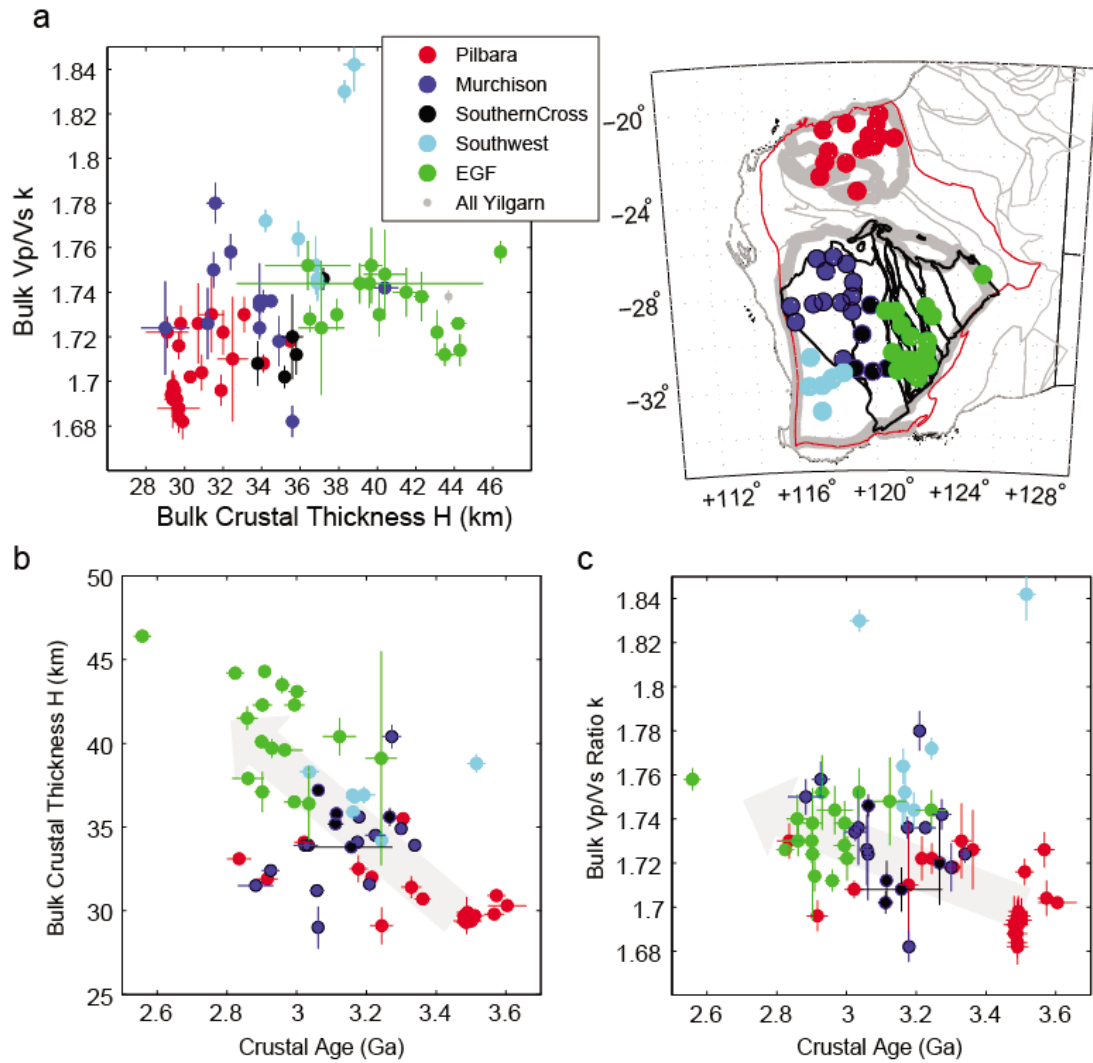 a
1.84
1.82
1.8
1.78
1.76
1.74
1.72
1.7
1.68
Bulk Vp/Vs k
28 30 32 34 36 38 40 42 44 46
Bulk Crustal Thickness H (km)
Pilbara
Murchison
SouthernCross
Southwest
EGF
All Yilgarn
−20°
−24°
−28°
−32°
+112° +116° +120° +124° +128°
b
50
45
40
35
30
25
Bulk Crustal Thickness H (km)
2.6 2.8 3 3.2 3.4 3.6
Crustal Age (Ga)
c
1.84
1.82
1.8
1.78
1.76
1.74
1.72
1.7
1.68
Bulk Vp/Vs Ratio k
2.6 2.8 3 3.2 3.4 3.6
Crustal Age (Ga)